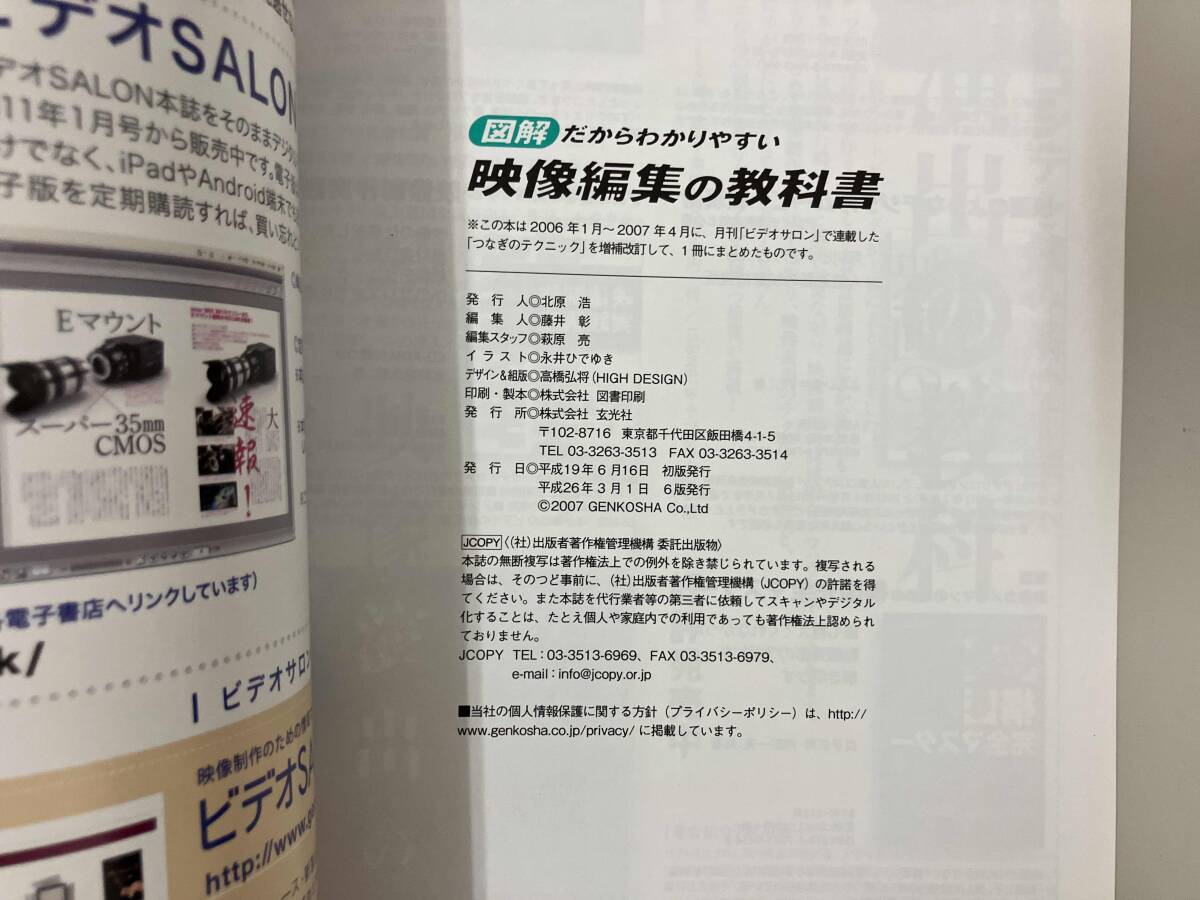 デオSALON
オSALON本誌をそのままデジタル
11年1月号から販売中です。電子
けでなく、iPadやAndroid端末でも
子版を定期購読すれば、買い忘れ
Eマウント
スーパー35mm
CMOS
大
速報!
電子書店へリンクしています)
k/
ビデオサロン
映像制作のための情報
ビデオSA
http://www.ge
図解 だからわかりやすい
映像編集の教科書
※この本は2006年1月〜2007年4月に、月刊「ビデオサロン」で連載した
「つなぎのテクニック」を増補改訂して、1冊にまとめたものです。
発行人◎北原 浩
編集人◎藤井 彰
編集スタッフ◎萩原 亮
イラスト◎永井ひでゆき
デザイン&組版◎高橋弘将(HIGH DESIGN)
印刷・製本◎株式会社 図書印刷
発行所◎株式会社 玄光社
〒102-8716 東京都千代田区飯田橋4-1-5
TEL 03-3263-3513 FAX 03-3263-3514
発行日◎平成19年6月16日 初版発行
平成26年3月1日 6版発行
©2007 GENKOSHA Co.,Ltd
JCOPY〈(社)出版者著作権管理機構 委託出版物〉
本誌の無断複写は著作権法上での例外を除き禁じられています。複写される
場合は、そのつど事前に、(社)出版者著作権管理機構(JCOPY)の許諾を得
てください。また本誌を代行業者等の第三者に依頼してスキャンやデジタル
化することは、たとえ個人や家庭内での利用であっても著作権法上認められ
ておりません。
JCOPY TEL:03-3513-6969、FAX 03-3513-6979、
e-mail:info@jcopy.or.jp
■当社の個人情報保護に関する方針(プライバシーポリシー)は、http://
www.genkosha.co.jp/privacy/に掲載しています。